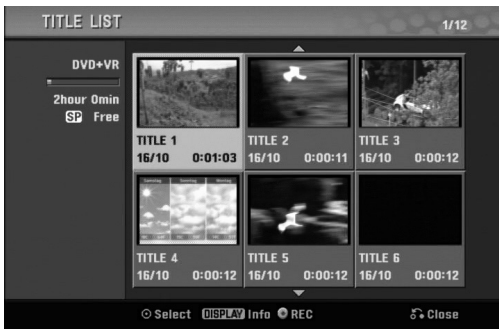 TITLE LIST
1/12
DVD+VR
2hour 0min
SP Free
TITLE 1
16/10 0:01:03
TITLE 2
16/10 0:00:11
TITLE 3
16/10 0:00:12
Samstag Sonntag Montag
TITLE 4
16/10 0:00:12
TITLE 5
16/10 0:00:12
TITLE 6
16/10 0:00:12
Select DISPLAY Info REC Close